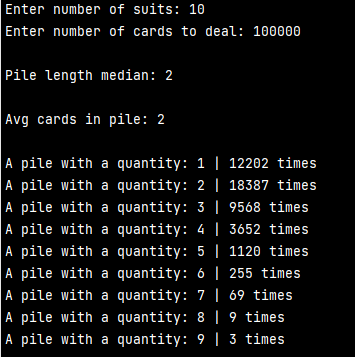 Enter number of suits: 10
Enter number of cards to deal: 100000
Pile length median: 2
Avg cards in pile: 2
A pile with a quantity: 1 | 12202 times
A pile with a quantity: 2 | 18387 times
A pile with a quantity: 3 | 9568 times
A pile with a quantity: 4 | 3652 times
A pile with a quantity: 5 | 1120 times
A pile with a quantity: 6 | 255 times
A pile with a quantity: 7 | 69 times
A pile with a quantity: 8 | 9 times
A pile with a quantity: 9 | 3 times